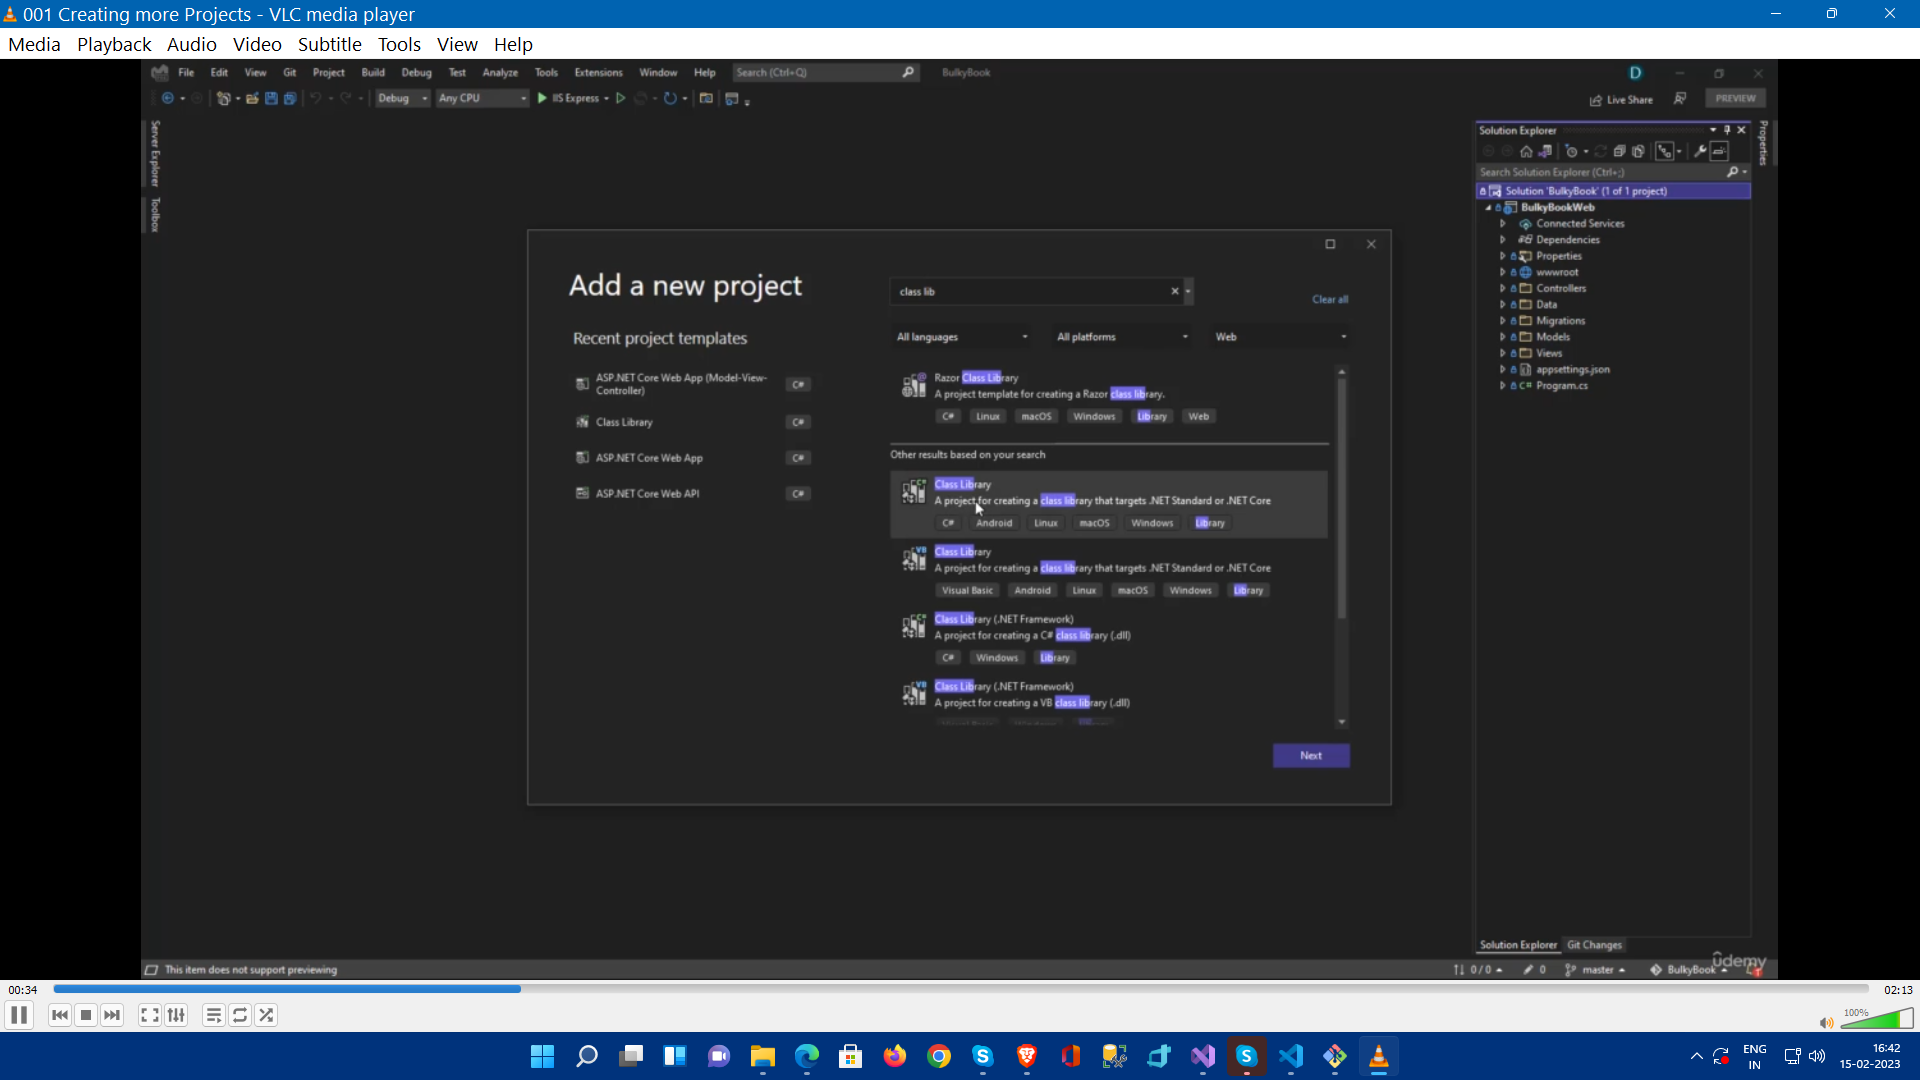 001 Creating more Projects - VLC media player
Media Playback Audio Video Subtitle Tools View Help
File Edit View Git Project Build Debug Test Analyze Tools Extensions Window Help Search (Ctrl+Q) BulkyBook D
Debug Any CPU IIS Express Live Share PREVIEW
Server Explorer
Toolbox
Solution Explorer
Properties
Search Solution Explorer (Ctrl+;)
Solution 'BulkyBook' (1 of 1 project)
BulkyBookWeb
Connected Services
Dependencies
Properties
wwwroot
Controllers
Data
Migrations
Models
Views
appsettings.json
C# Program.cs
Add a new project
class lib
Clear all
Recent project templates
All languages All platforms Web
ASP.NET Core Web App (Model-View-
Controller) C#
Class Library C#
ASP.NET Core Web App C#
ASP.NET Core Web API C#
Razor Class Library
A project template for creating a Razor class library.
C# Linux macOS Windows Library Web
Other results based on your search
Class Library
A project for creating a class library that targets .NET Standard or .NET Core
C# Android Linux macOS Windows Library
Class Library
A project for creating a class library that targets .NET Standard or .NET Core
Visual Basic Android Linux macOS Windows Library
Class Library (.NET Framework)
A project for creating a C# class library (.dll)
C# Windows Library
Class Library (.NET Framework)
A project for creating a VB class library (.dll)
Next
Solution Explorer Git Changes
This item does not support previewing
0 / 0 0 master BulkyBook
ûdemy
00:34 02:13
100%
ENG
IN
16:42
15-02-2023